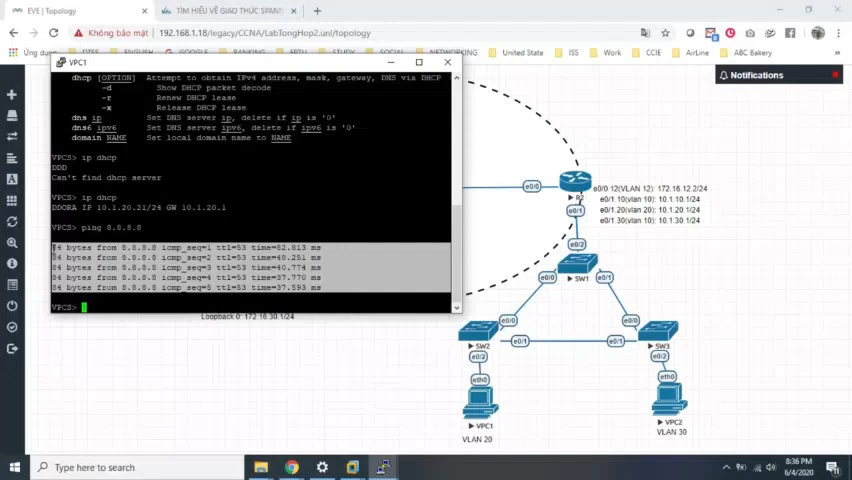 EVE | Topology
TÌM HIỂU VỀ GIAO THỨC SPANN
Không bảo mật
192.168.1.18/legacy/CCNA/LabTongHop2.unl/topology
Ứng dụng
DTES
ENGLISH
GOOGLE
FORTH
STUDY
FOREX
United State
ISS
Work
CCIE
AirLine
ABC Bakery
VPC1
Notifications
dhcp [OPTION] Attempt to obtain IPv4 address, mask, gateway, DNS via DHCP
-d Show DHCP packet decode
-r Renew DHCP lease
-x Release DHCP lease
dns ip Set DNS server ip, delete if ip is '0'
dns6 ipv6 Set DNS server ipv6, delete if ipv6 is '0'
domain NAME Set local domain name to NAME
VPCS> ip dhcp
DDD
Can't find dhcp server
VPCS> ip dhcp
DDORA IP 10.1.20.21/24 GW 10.1.20.1
VPCS> ping 8.8.8.8
84 bytes from 8.8.8.8 icmp_seq=1 ttl=53 time=82.813 ms
84 bytes from 8.8.8.8 icmp_seq=2 ttl=53 time=48.251 ms
84 bytes from 8.8.8.8 icmp_seq=3 ttl=53 time=40.774 ms
84 bytes from 8.8.8.8 icmp_seq=4 ttl=53 time=37.770 ms
84 bytes from 8.8.8.8 icmp_seq=5 ttl=53 time=37.593 ms
VPCS>
Loopback 0: 172.16.30.1/24
e0/0
R2
e0/1
e0/0.12(VLAN 12): 172.16.12.2/24
e0/1.10(vlan 10): 10.1.10.1/24
e0/1.20(vlan 20): 10.1.20.1/24
e0/1.30(vlan 30): 10.1.30.1/24
e0/2
SW1
e0/0
e0/1
e0/0
e0/0
SW2
e0/1
e0/1
SW3
e0/2
e0/2
eth0
eth0
VPC1
VPC2
VLAN 20
VLAN 30
Type here to search
8:36 PM
6/4/2020